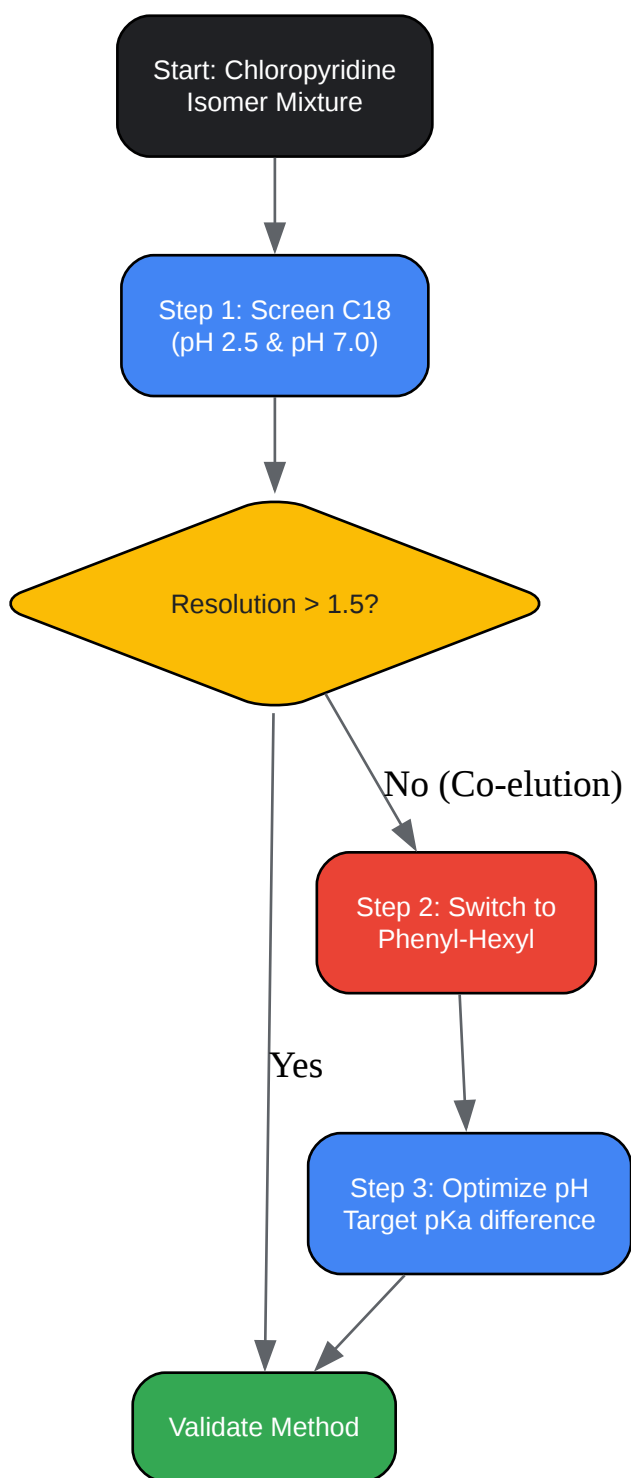 Start: Chloropyridine
Isomer Mixture
Step 1: Screen C18
(pH 2.5 & pH 7.0)
Resolution > 1.5?
No (Co-elution)
Step 2: Switch to
Phenyl-Hexyl
Yes
Step 3: Optimize pH
Target pKa difference
Validate Method